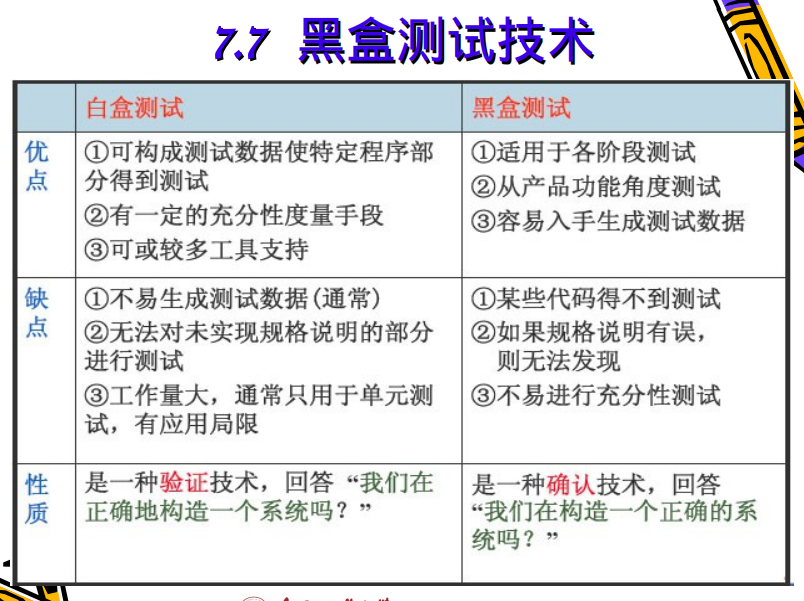 7.7 黑盒测试技术
白盒测试
黑盒测试
优
点
①可构成测试数据使特定程序部
分得到测试
②有一定的充分性度量手段
③可或较多工具支持
①适用于各阶段测试
②从产品功能角度测试
③容易入手生成测试数据
缺
点
①不易生成测试数据(通常)
②无法对未实现规格说明的部分
进行测试
③工作量大，通常只用于单元测
试，有应用局限
①某些代码得不到测试
②如果规格说明有误，
则无法发现
③不易进行充分性测试
性
质
是一种验证技术，回答“我们在
正确地构造一个系统吗？”
是一种确认技术，回答
“我们在构造一个正确的系
统吗？”